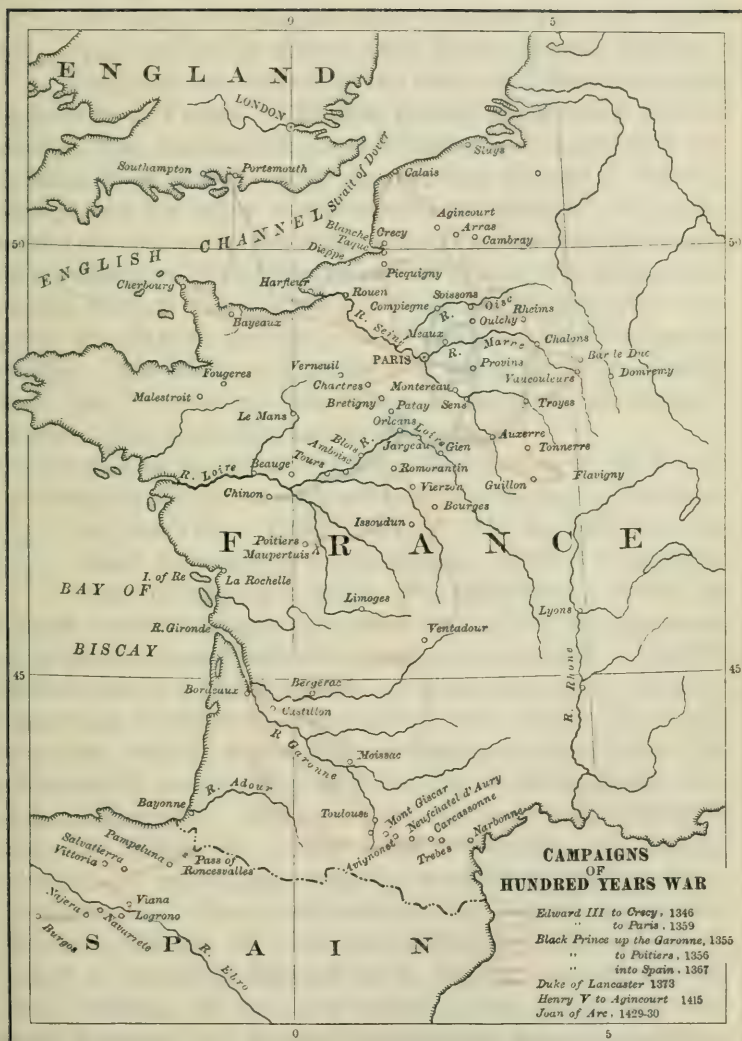 0 5
ENGLAND
LONDON
Sluys
Southampton
Portsmouth
Strait of Dover
Calais
ENGLISH CHANNEL
Agincourt
Arras
Cambray
50
50
Blanche Taque
Crecy
Dieppe
Picquigny
Cherbourg
Harfleur
Rouen
Soissons
R. Oise
Compiegne
Rheims
Oulchy
Bayeaux
R. Seine
Meaux
R. Marne
Chalons
PARIS
Provins
Bar le Duc
Vaucouleurs
Domremy
Fougeres
Verneuil
Chartres
Montereau
Malestroit
Bretigny
Patay
Sens
Troyes
Le Mans
Orleans
Auxerre
Blois
R. Loire
Jargeau
Gien
Tonnerre
Amboise
Tours
Beauge
Romorantin
R. Loire
Vierzon
Guillon
Flavigny
Chinon
Bourges
Issoudun
FRANCE
Poitiers
Maupertuis
I. of Re
La Rochelle
BAY OF
BISCAY
Limoges
Lyons
R. Gironde
Ventadour
45
45
R. Rhone
Bergerac
Bordeaux
Castillon
R Garonne
Moissac
R. Adour
Bayonne
Toulouse
Mont Giscar
Neufchatel d'Aury
Carcassonne
Avignonet
Trebes
Narbonne
Pampeluna
Salvatierra
Vittoria
Pass of
Roncesvalles
Viana
Najera
Logrono
Navarrete
Burgos
SPAIN
R. Ebro
CAMPAIGNS
OF
HUNDRED YEARS WAR
Edward III to Crecy. 1346
" to Paris. 1359
Black Prince up the Garonne, 1355
" to Poitiers. 1356
" into Spain. 1367
Duke of Lancaster 1373
Henry V to Agincourt 1415
Joan of Arc. 1429-30
0 5